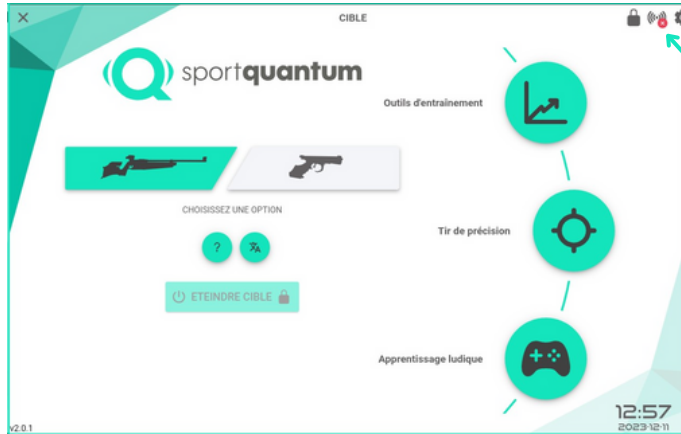 CIBLE
sportquantum
Outils d'entraînement
CHOISISSEZ UNE OPTION
?
Tir de précision
ETEINDRE CIBLE
Apprentissage ludique
12:57
2023-12-11
v2.0.1